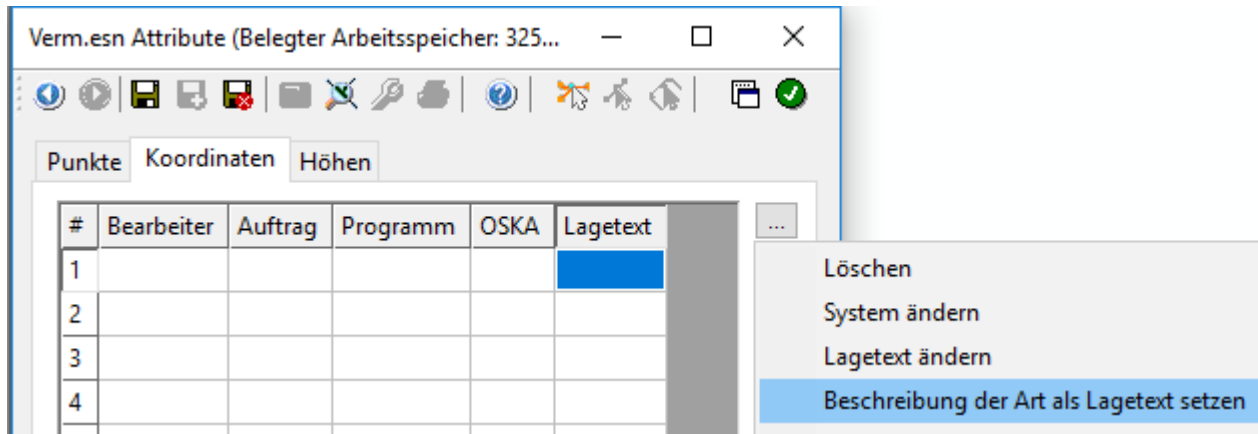 Verm.esn Attribute (Belegter Arbeitsspeicher: 325...
Punkte Koordinaten Höhen
# Bearbeiter Auftrag Programm OSKA Lagetext ...
1
2
3
4
Löschen
System ändern
Lagetext ändern
Beschreibung der Art als Lagetext setzen